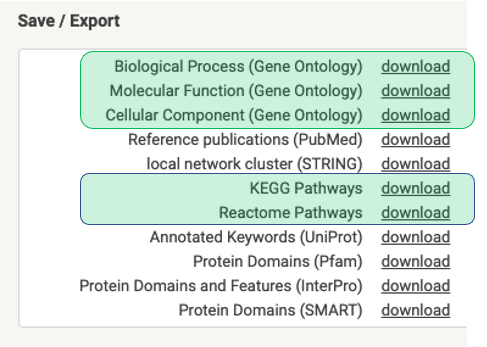 Save / Export
Biological Process (Gene Ontology) download
Molecular Function (Gene Ontology) download
Cellular Component (Gene Ontology) download
Reference publications (PubMed) download
local network cluster (STRING) download
KEGG Pathways download
Reactome Pathways download
Annotated Keywords (UniProt) download
Protein Domains (Pfam) download
Protein Domains and Features (InterPro) download
Protein Domains (SMART) download